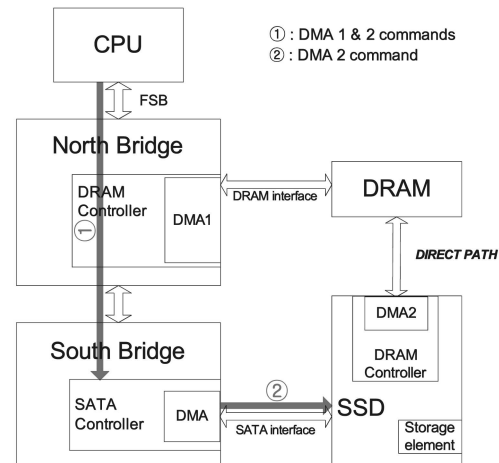 CPU
① : DMA 1 & 2 commands
② : DMA 2 command
FSB
North Bridge
DRAM
Controller
DMA1
①
DRAM interface
DRAM
DIRECT PATH
DMA2
DRAM
Controller
South Bridge
SATA
Controller
DMA
②
SATA interface
SSD
Storage
element